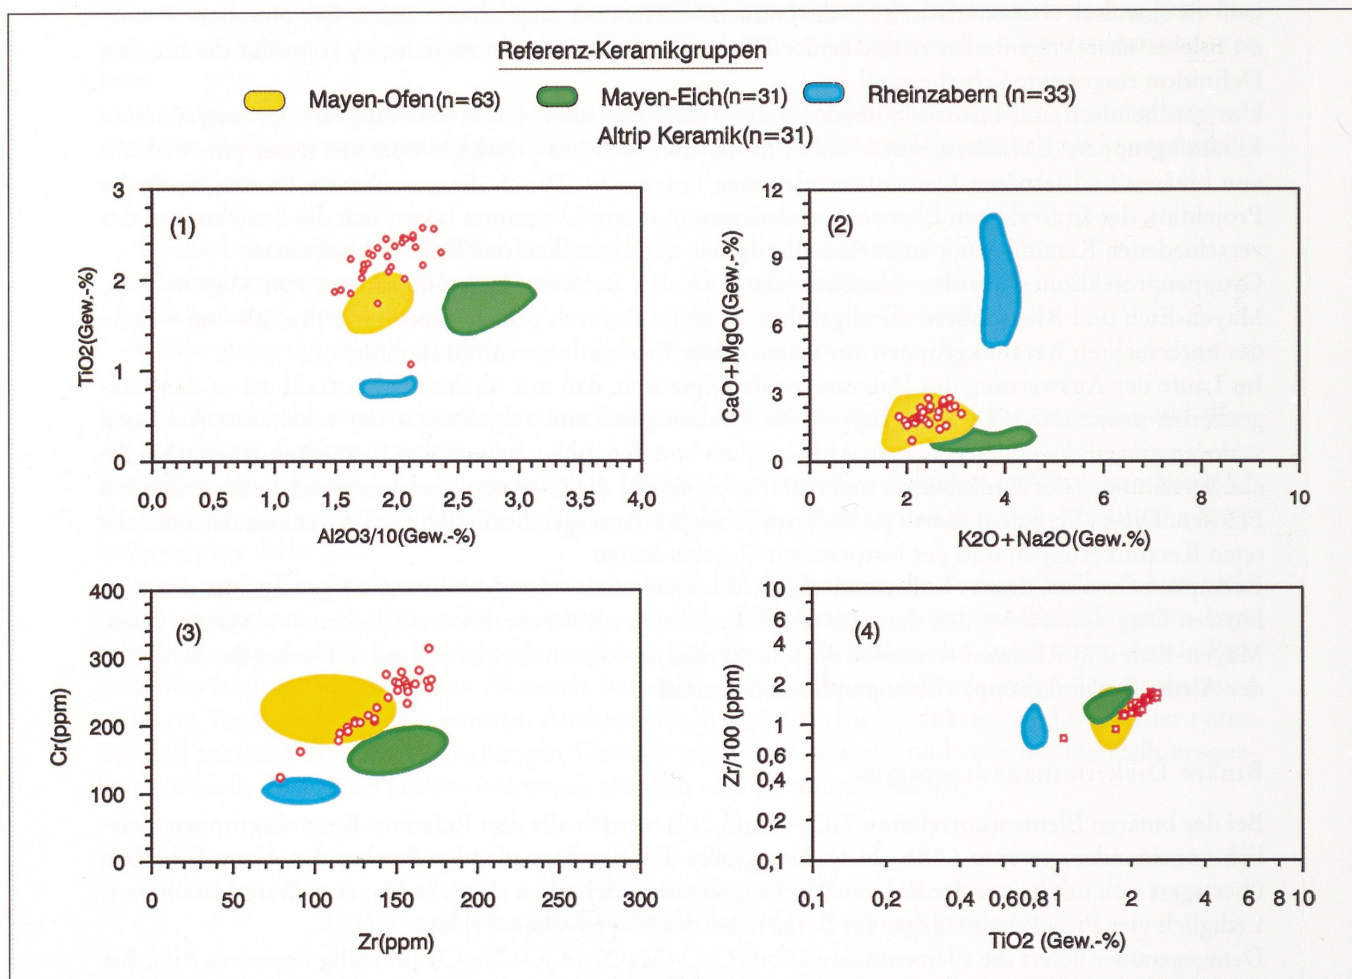 Referenz-Keramikgruppen
Mayen-Ofen(n=63) Mayen-Eich(n=31) Rheinzabern (n=33)
Altrip Keramik(n=31)
(1)
TiO2(Gew.-%)
3
2
1
0
0,0 0,5 1,0 1,5 2,0 2,5 3,0 3,5 4,0
Al2O3/10(Gew.-%)
(2)
CaO+MgO(Gew.-%)
12
9
6
3
0
0 2 4 6 8 10
K2O+Na2O(Gew.%)
(3)
Cr(ppm)
400
300
200
100
0
0 50 100 150 200 250 300
Zr(ppm)
(4)
Zr/100 (ppm)
10
6
4
2
1
0,6
0,4
0,2
0,1
0,1 0,2 0,4 0,60,81 2 4 6 8 10
TiO2 (Gew.-%)